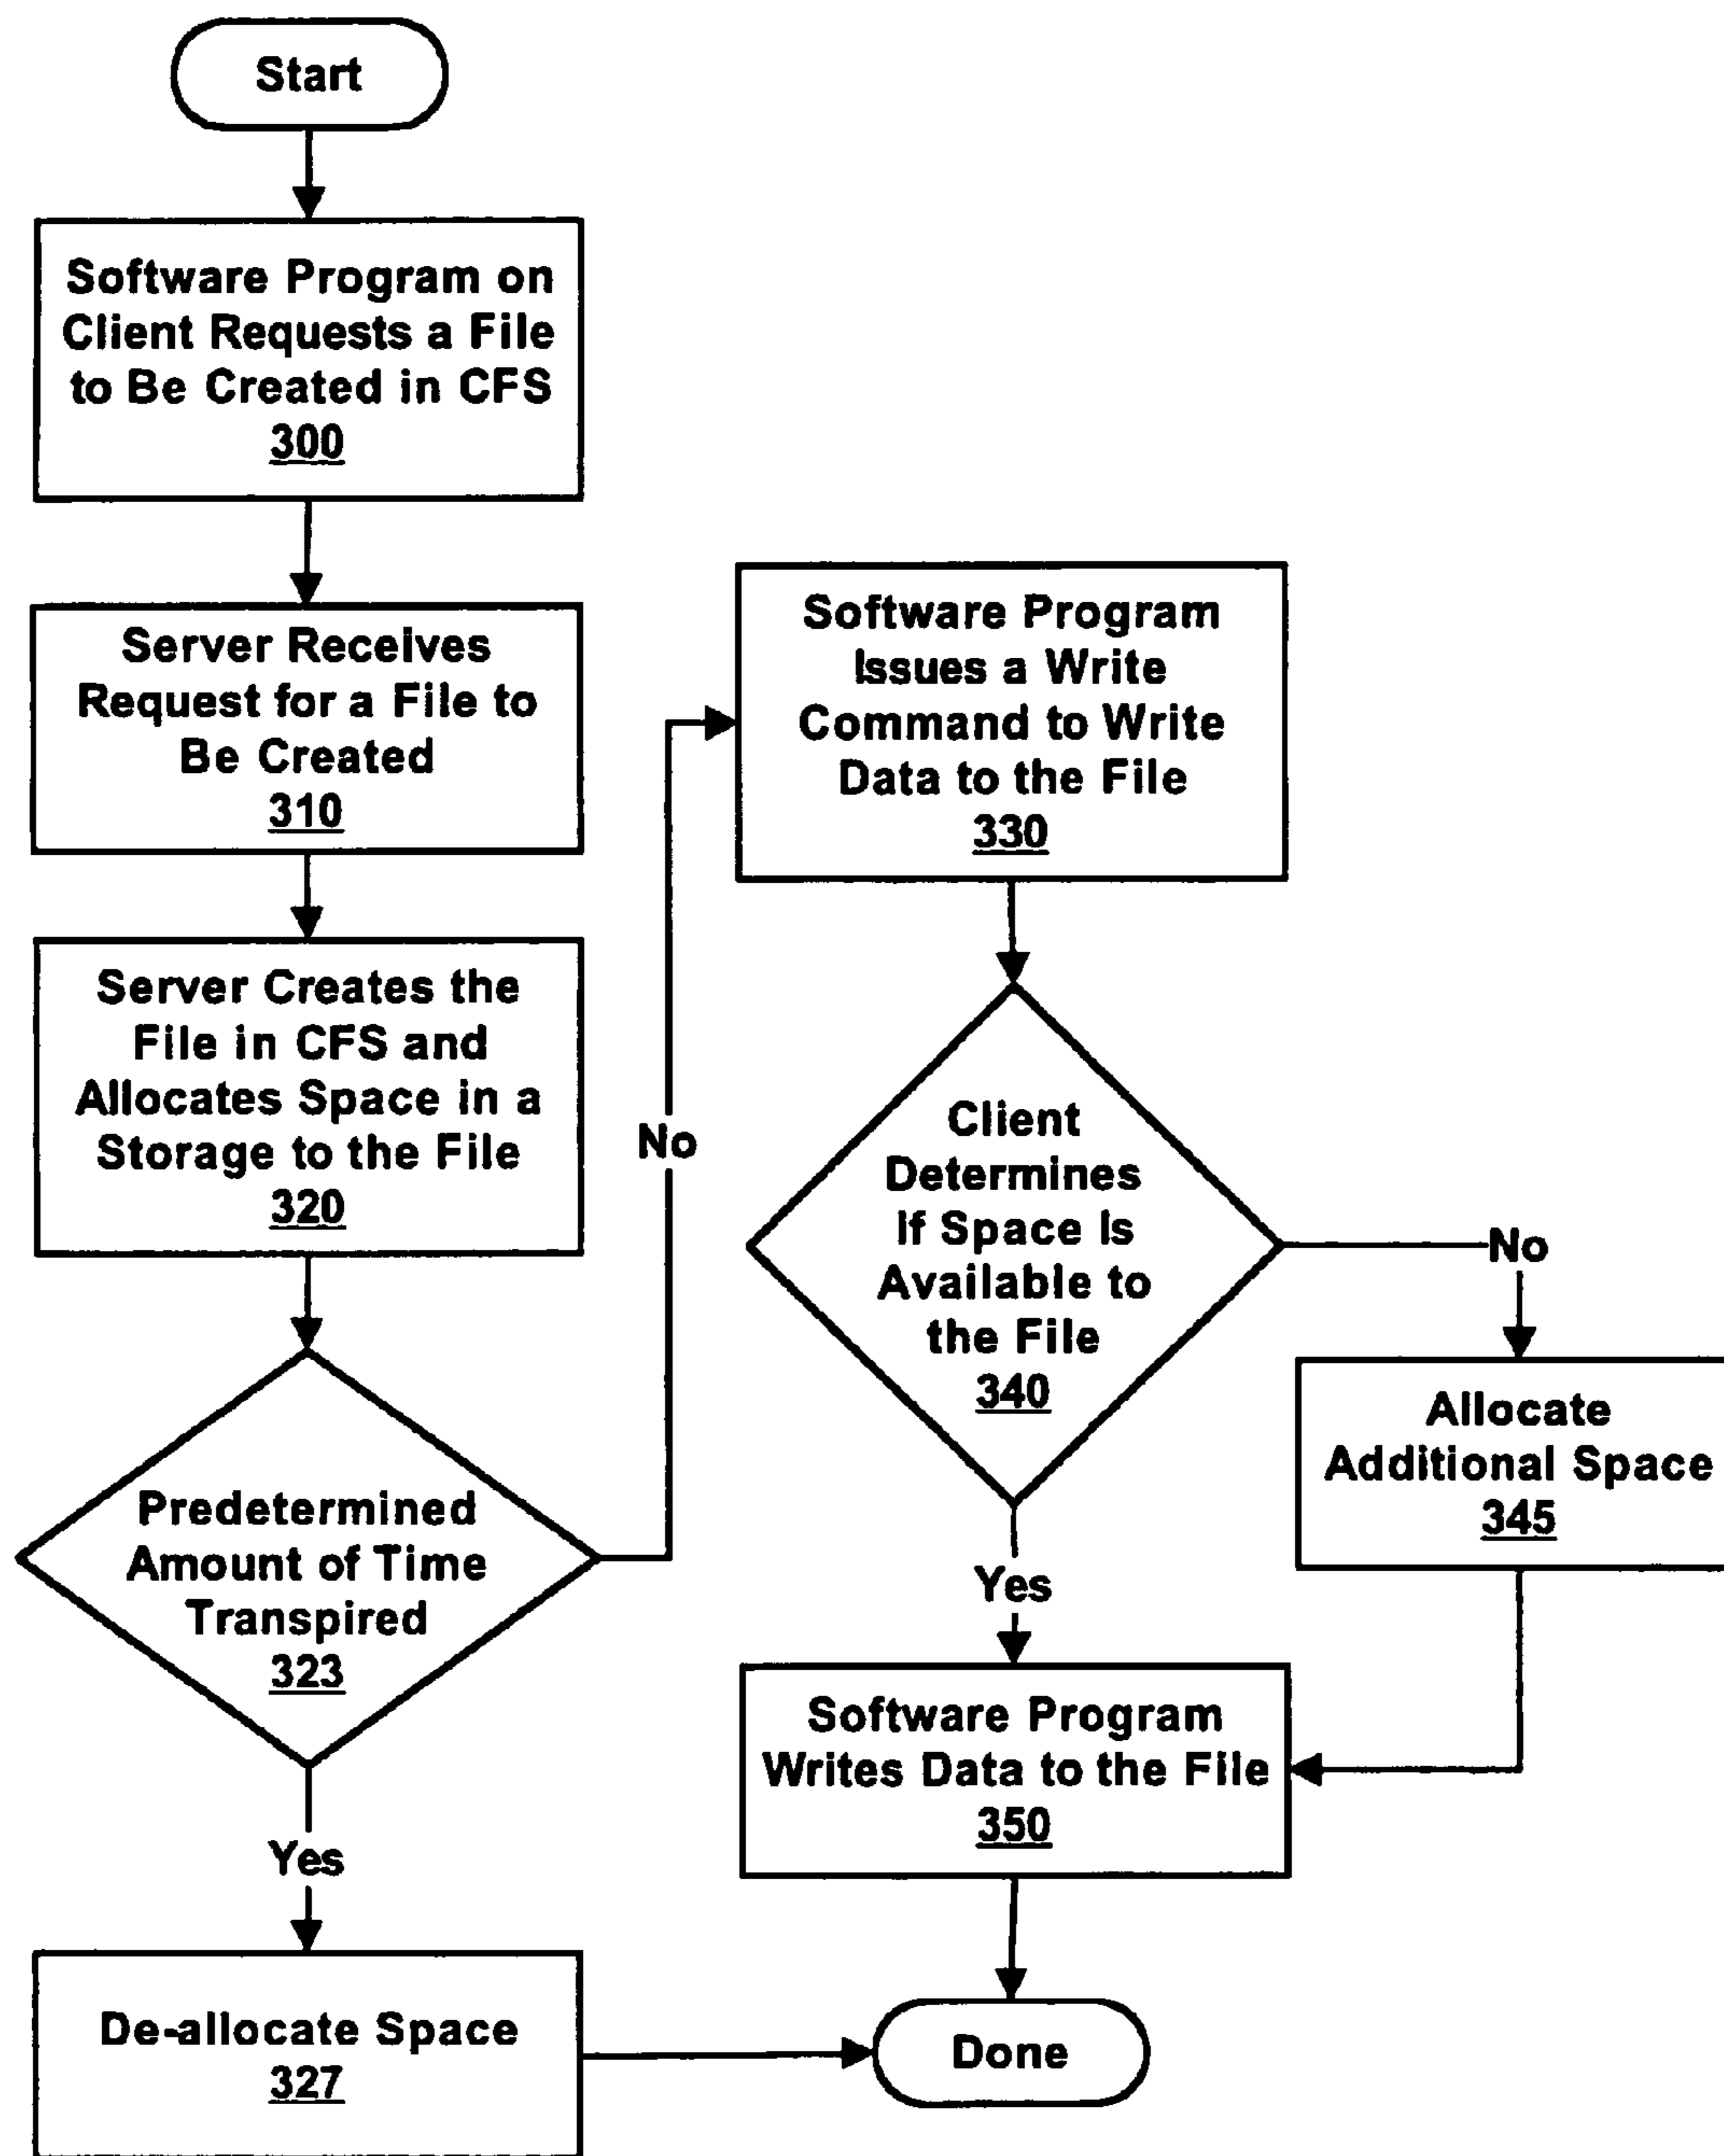 Start
Software Program on
Client Requests a File
to Be Created in CFS
300
Server Receives
Request for a File to
Be Created
310
Server Creates the
File in CFS and
Allocates Space in a
Storage to the File
320
Predetermined
Amount of Time
Transpired
323
No
Yes
De-allocate Space
327
Software Program
Issues a Write
Command to Write
Data to the File
330
Client
Determines
If Space Is
Available to
the File
340
No
Allocate
Additional Space
345
Yes
Software Program
Writes Data to the File
350
Done